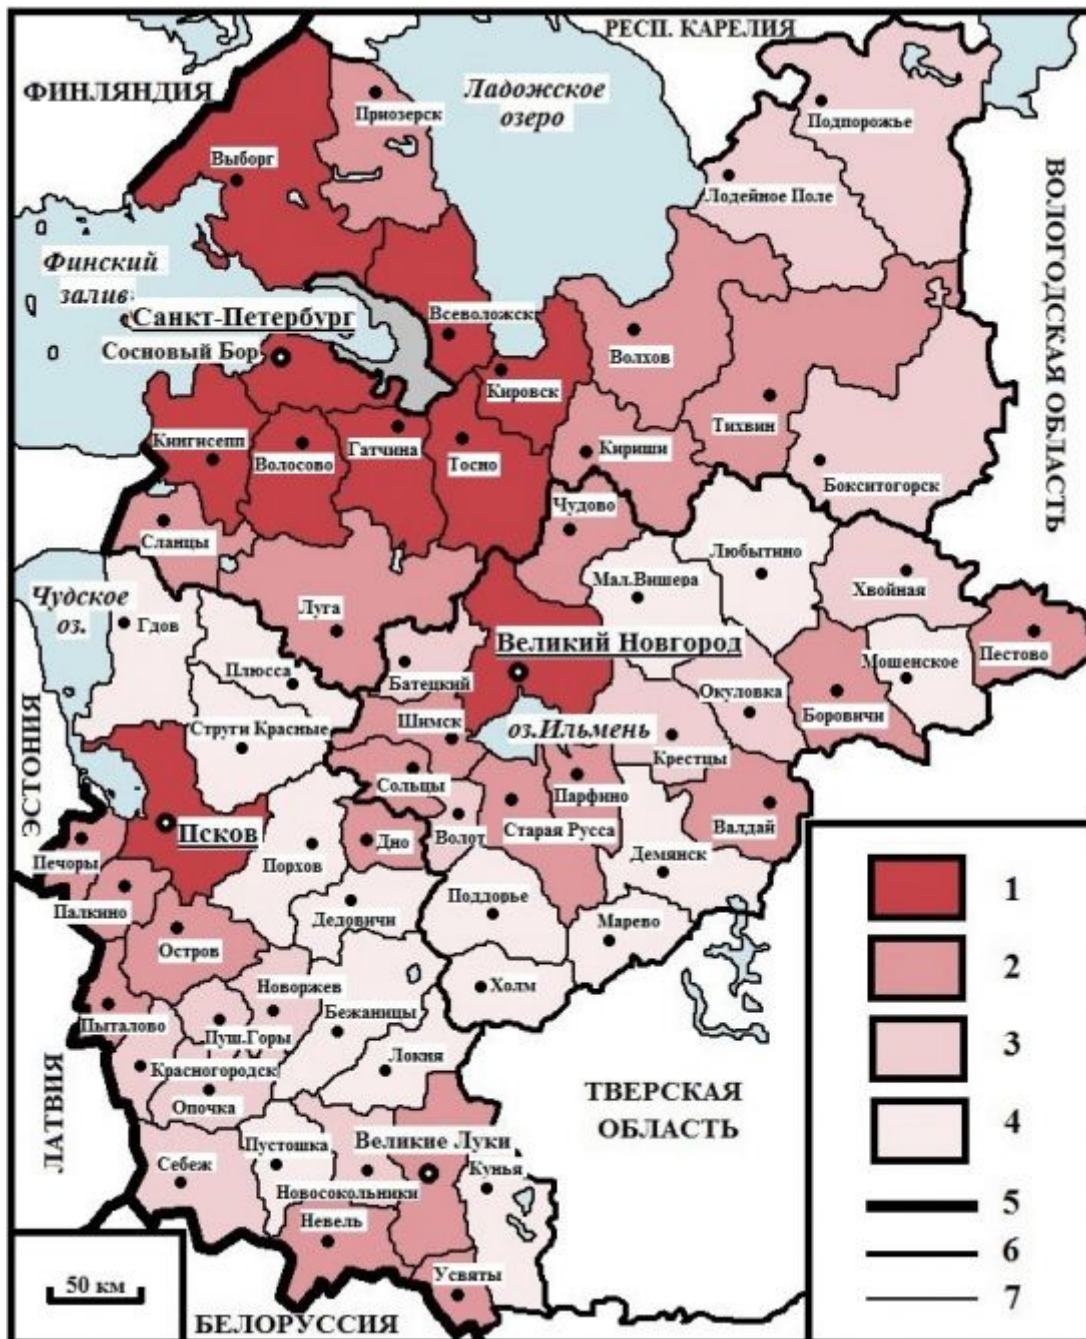 РЕСП. КАРЕЛИЯ
ФИНЛЯНДИЯ
Ладожское
озеро
Приозерск
Подпорожье
Выборг
Лодейное Поле
ВОЛОГОДСКАЯ ОБЛАСТЬ
Финский
залив
Санкт-Петербург
Всеволожск
Сосновый Бор
Волхов
Кировск
Тихвин
Кингисепп
Волосово
Гатчина
Тосно
Кириши
Бокситогорск
Чудово
Сланцы
Любытино
Мал.Вишера
Хвойная
Чудское
оз.
Луга
Гдов
Великий Новгород
Пестово
Мошенское
Плюсса
Батецкий
Окуловка
Боровичи
Шимск
оз.Ильмень
Струги Красные
Крестцы
ЭСТОНИЯ
Сольцы
Парфино
Валдай
Псков
Волот
Старая Русса
Дно
Печоры
Порхов
Демянск
Палкино
Дедовичи
Поддорье
Марево
Остров
Холм
Новоржев
Пыталово
Пуш.Горы
Бежаницы
Красногородск
Локня
Опочка
ЛАТВИЯ
ТВЕРСКАЯ
ОБЛАСТЬ
Пустошка
Великие Луки
Себеж
Кунья
Новосокольники
Невель
Усвяты
БЕЛОРУССИЯ
50 км
1
2
3
4
5
6
7